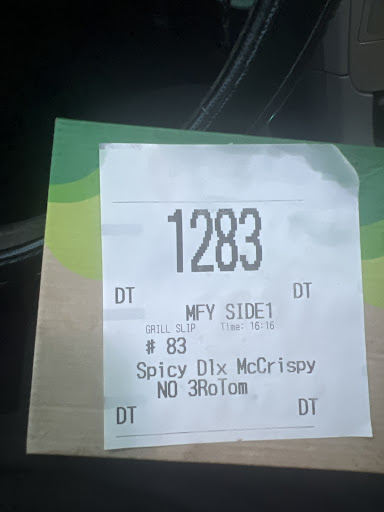 1283
DT DT
MFY SIDE1
GRILL SLIP Time: 16:16
# 83
Spicy Dlx McCrispy
NO 3RoTom
DT DT